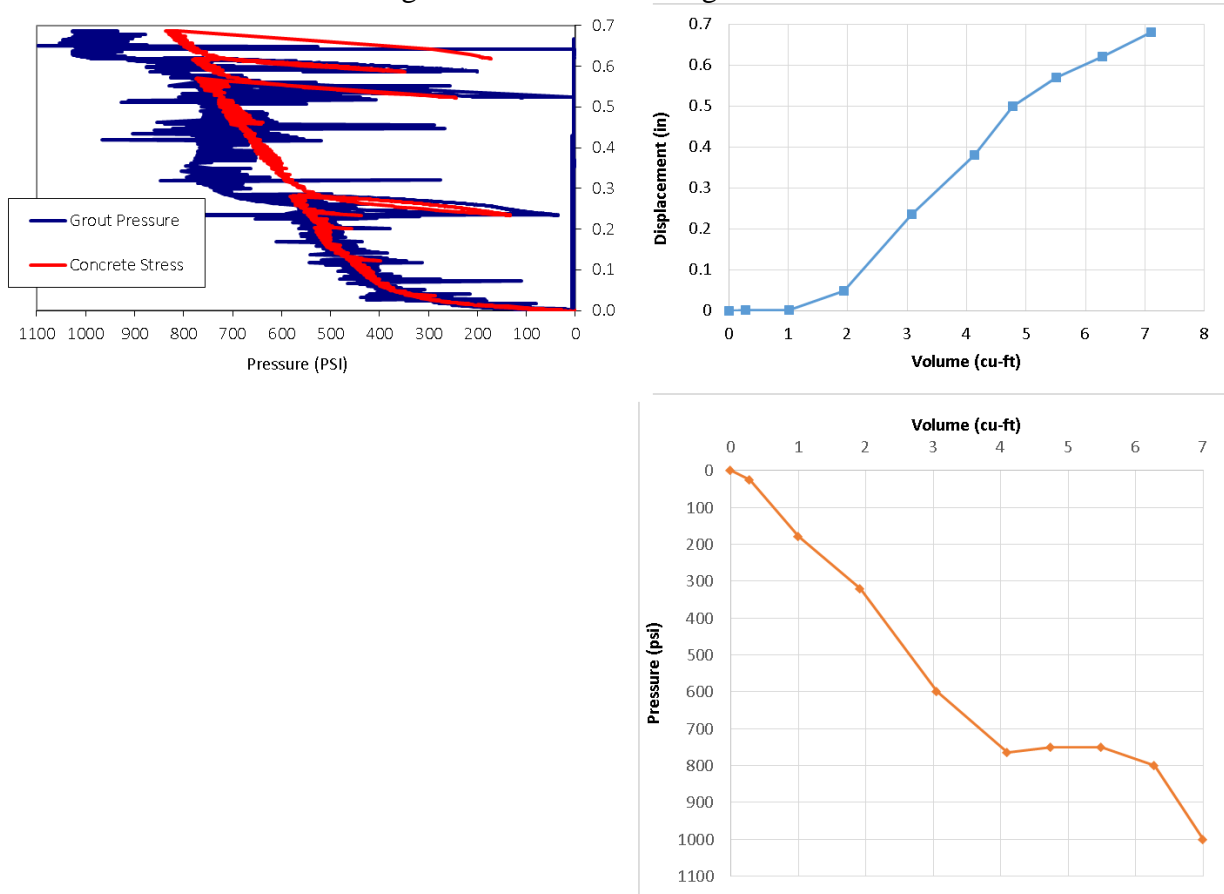 0.7
0.6
0.5
0.4
0.3
0.2
0.1
0.0
Grout Pressure
Concrete Stress
1100 1000 900 800 700 600 500 400 300 200 100 0
Pressure (PSI)
0.7
0.6
0.5
0.4
0.3
0.2
0.1
0
Displacement (in)
0 1 2 3 4 5 6 7 8
Volume (cu-ft)
Volume (cu-ft)
0 1 2 3 4 5 6 7
0
100
200
300
400
500
600
700
800
900
1000
1100
Pressure (psi)